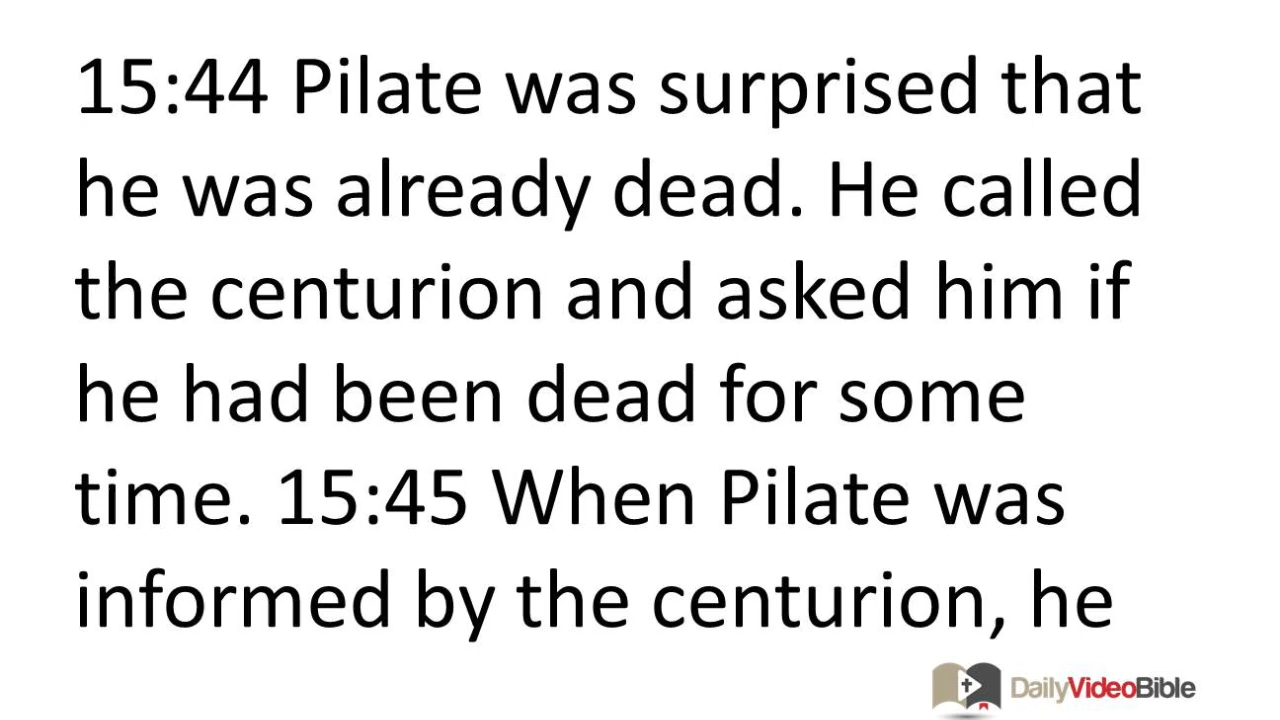 15:44 Pilate was surprised that
he was already dead. He called
the centurion and asked him if
he had been dead for some
time. 15:45 When Pilate was
informed by the centurion, he
DailyVideoBible